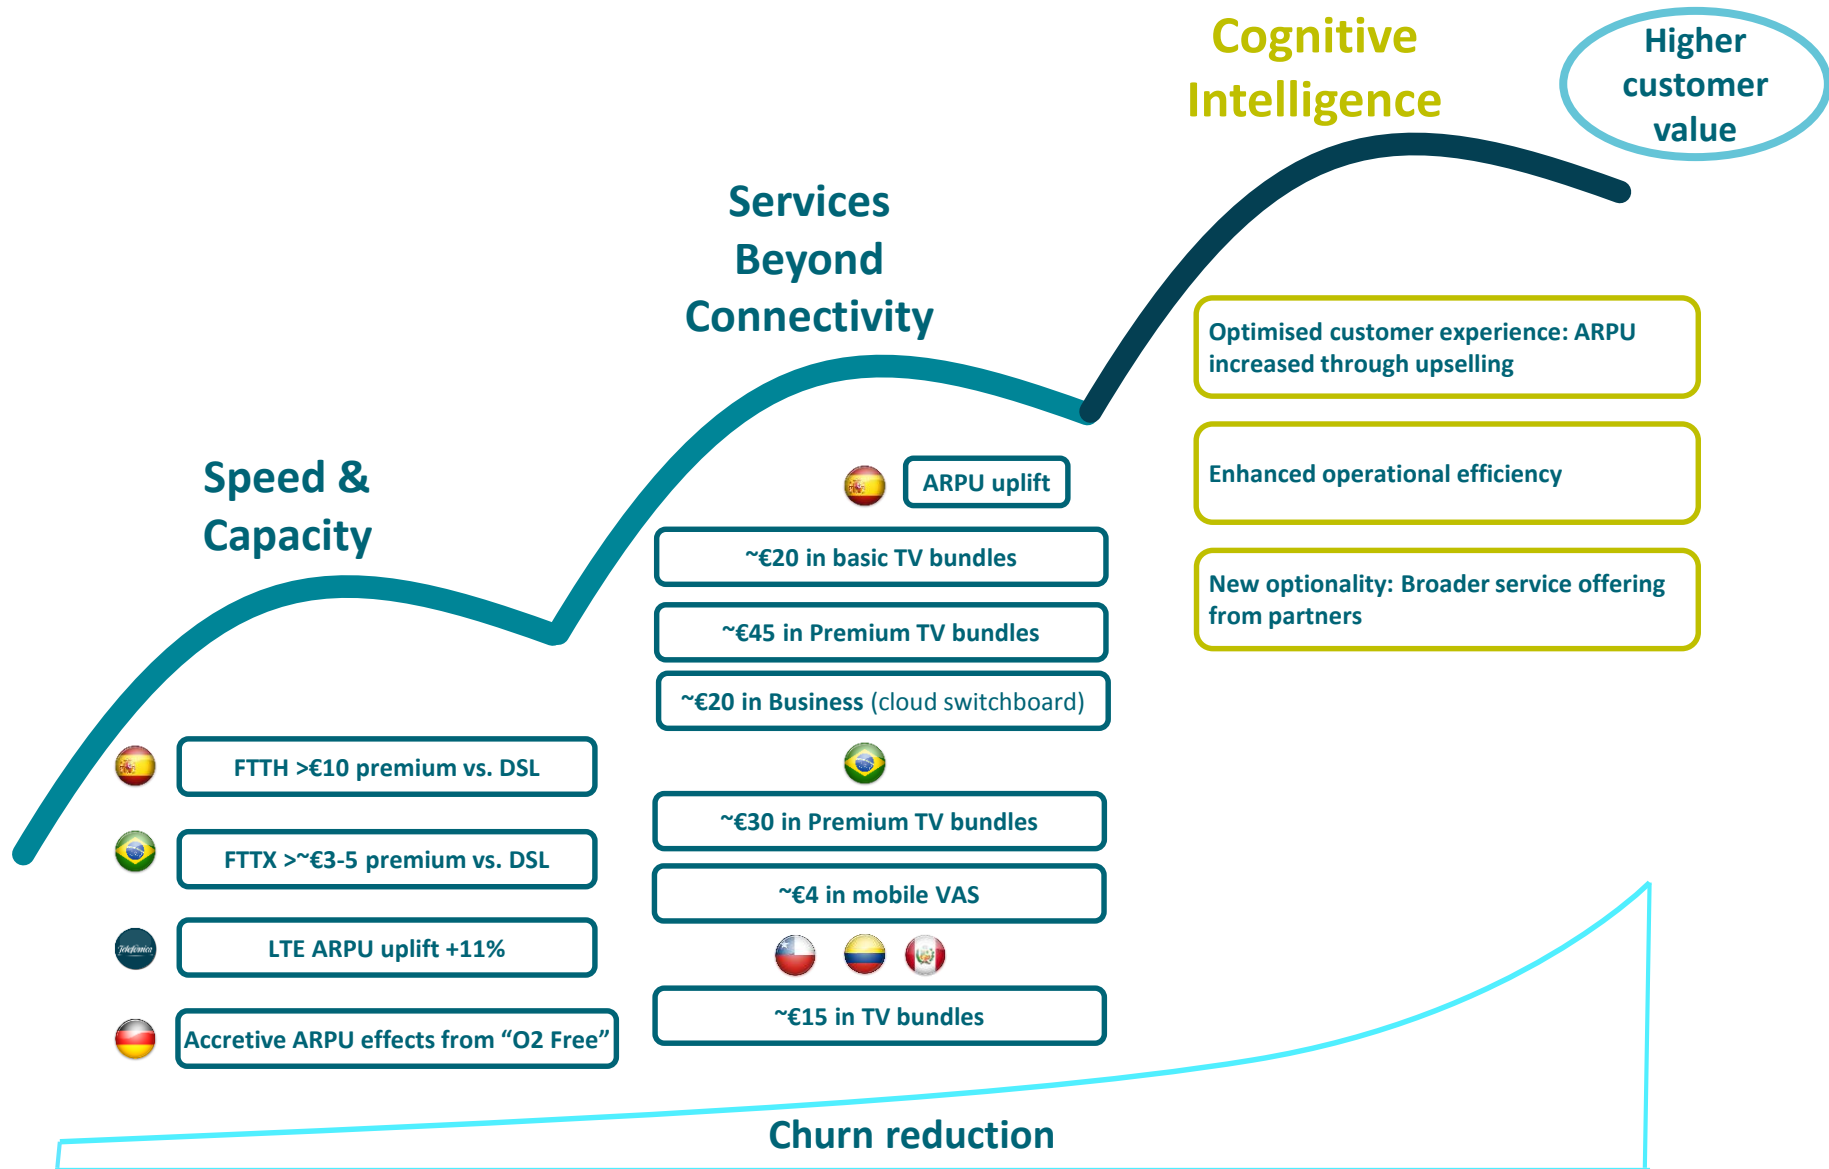 Cognitive
Intelligence
Higher
customer
value
Services
Beyond
Connectivity
Speed &
Capacity
FTTH >€10 premium vs. DSL
FTTX >~€3-5 premium vs. DSL
Telefónica
LTE ARPU uplift +11%
Accretive ARPU effects from “O2 Free”
ARPU uplift
~€20 in basic TV bundles
~€45 in Premium TV bundles
~€20 in Business (cloud switchboard)
~€30 in Premium TV bundles
~€4 in mobile VAS
~€15 in TV bundles
Optimised customer experience: ARPU
increased through upselling
Enhanced operational efficiency
New optionality: Broader service offering
from partners
Churn reduction